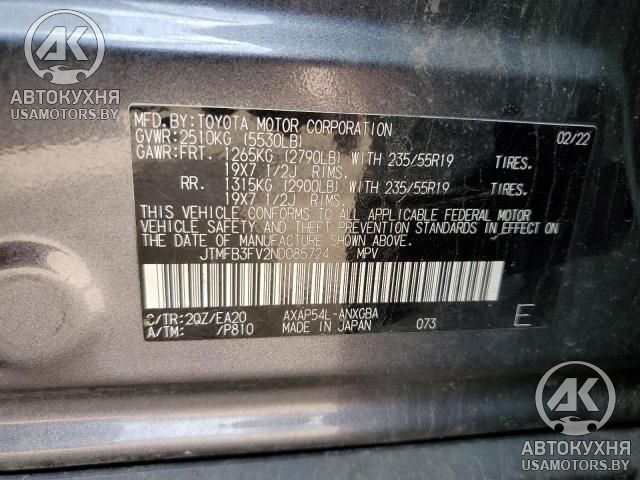 AK
АВТОКУХНЯ
USAMOTORS.BY
MFD.BY:TOYOTA MOTOR CORPORATION 02/22
GVWR:2510KG (5530LB)
GAWR:FRT. 1265KG (2790LB) WITH 235/55R19 TIRES.
19X7 1/2J RIMS.
RR. 1315KG (2900LB) WITH 235/55R19 TIRES.
19X7 1/2J RIMS.
THIS VEHICLE CONFORMS TO ALL APPLICABLE FEDERAL MOTOR
VEHICLE SAFETY, BUMPER, AND THEFT PREVENTION STANDARDS IN EFFECT ON
THE DATE OF MANUFACTURE SHOWN ABOVE.
JTMFB3FV2ND085724 MPV
C/TR:2QZ/EA20 AXAP54L-ANXGBA
A/TM: /P810 MADE IN JAPAN 073 E
AK
АВТОКУХНЯ
USAMOTORS.BY